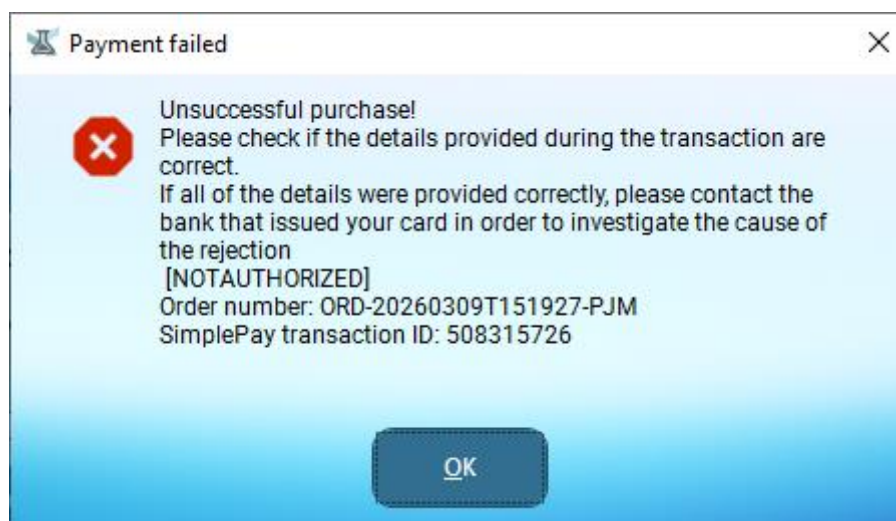 Payment failed
Unsuccessful purchase!
Please check if the details provided during the transaction are
correct.
If all of the details were provided correctly, please contact the
bank that issued your card in order to investigate the cause of
the rejection
[NOTAUTHORIZED]
Order number: ORD-20260309T151927-PJM
SimplePay transaction ID: 508315726
OK